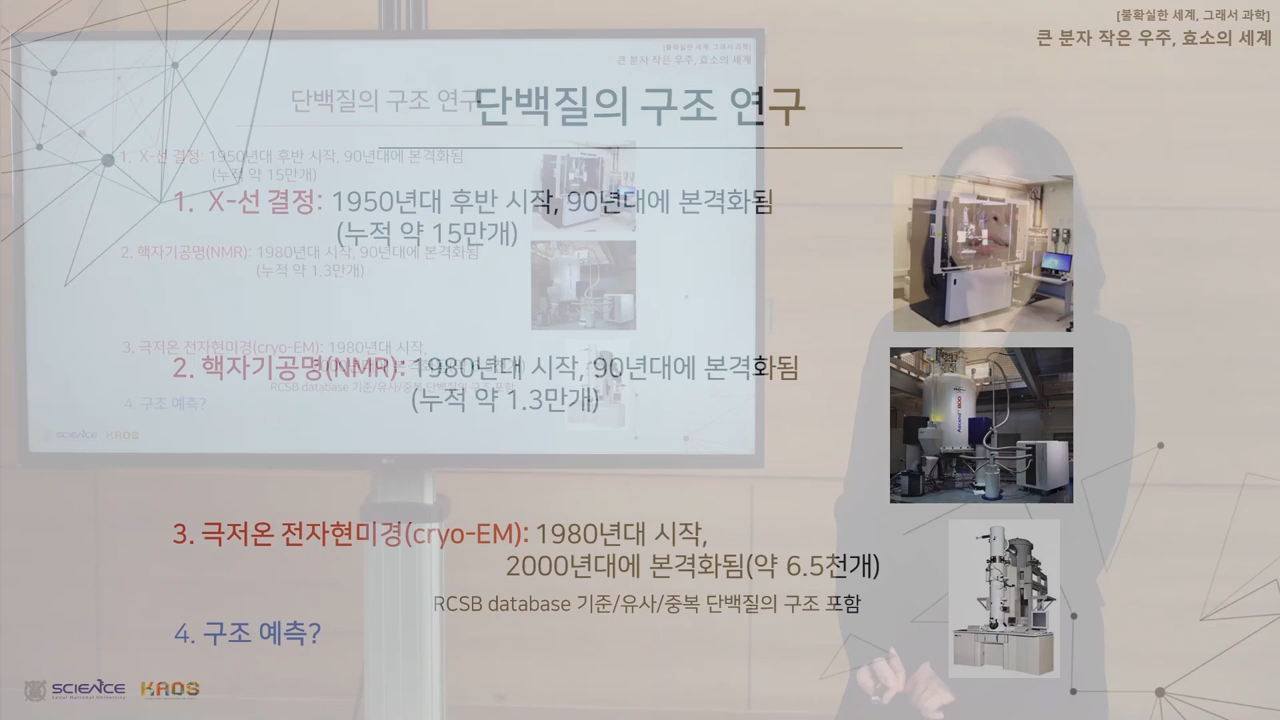 [불확실한 세계, 그래서 과학]
큰 분자 작은 우주, 효소의 세계
단백질의 구조 연구
1. X-선 결정: 1950년대 후반 시작, 90년대에 본격화됨
(누적 약 15만개)
2. 핵자기공명(NMR): 1980년대 시작, 90년대에 본격화됨
(누적 약 1.3만개)
3. 극저온 전자현미경(cryo-EM): 1980년대 시작,
2000년대에 본격화됨(약 6.5천개)
RCSB database 기준/유사/중복 단백질의 구조 포함
4. 구조 예측?
SCIENCE
Seoul National University
KAOS
[불확실한 세계, 그래서 과학]
큰 분자 작은 우주, 효소의 세계
단백질의 구조 연구
1. X-선 결정: 1950년대 후반 시작, 90년대에 본격화됨
(누적 약 15만개)
2. 핵자기공명(NMR): 1980년대 시작, 90년대에 본격화됨
(누적 약 1.3만개)
3. 극저온 전자현미경(cryo-EM): 1980년대 시작,
RCSB database 기준/유사/중복 단백질의 구조 포함
4. 구조 예측?
SCIENCE KAOS